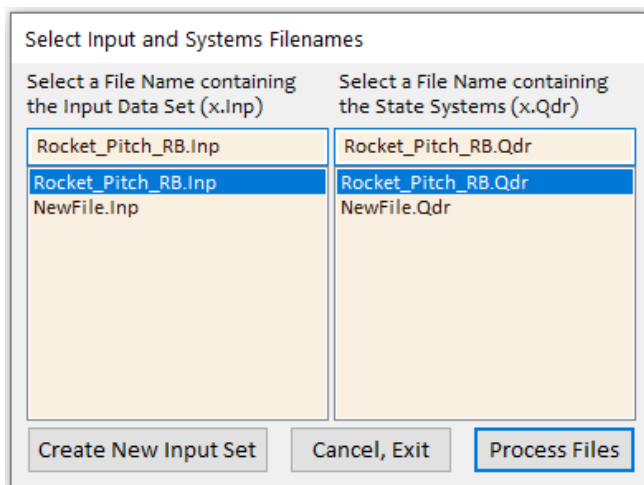 Select Input and Systems Filenames
Select a File Name containing
the Input Data Set (x.Inp)
Select a File Name containing
the State Systems (x.Qdr)
Rocket_Pitch_RB.Inp
Rocket_Pitch_RB.Qdr
Rocket_Pitch_RB.Inp
NewFile.Inp
Rocket_Pitch_RB.Qdr
NewFile.Qdr
Create New Input Set
Cancel, Exit
Process Files